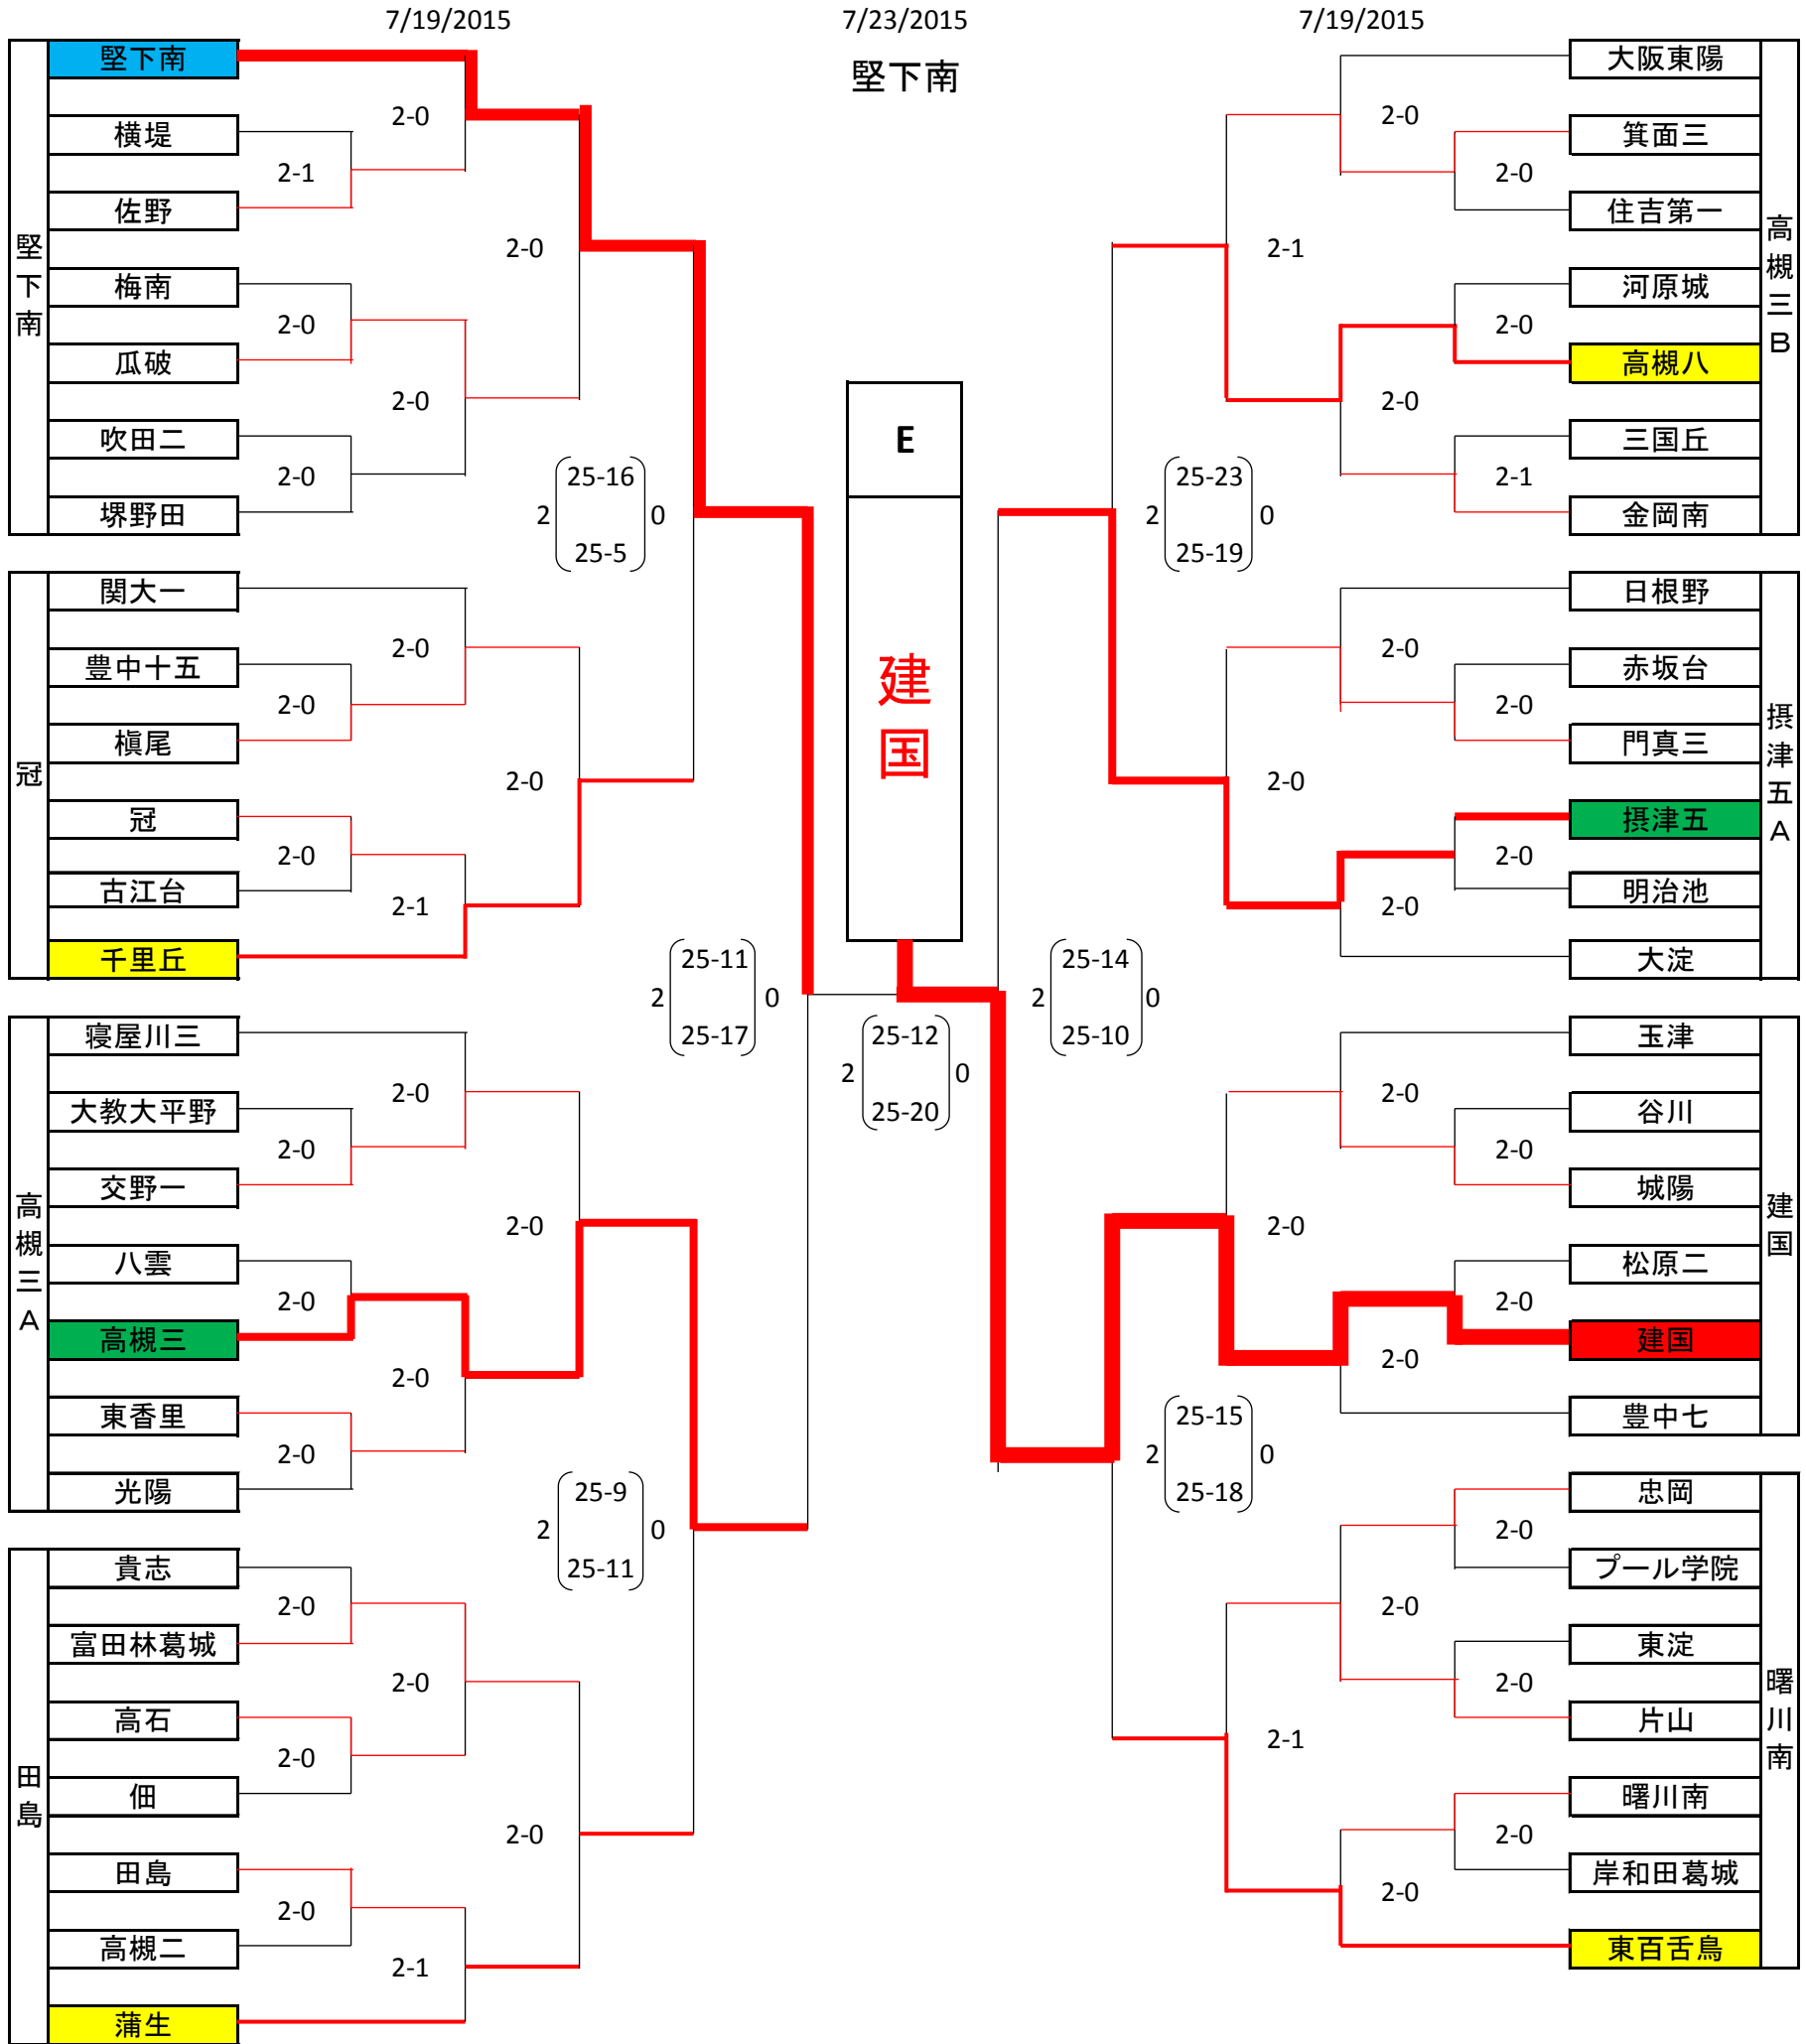 7/19/2015
7/23/2015
7/19/2015
堅下南
堅下南
堅下南
横堤
佐野
梅南
瓜破
吹田二
堺野田
2-0
2-1
2-0
2-0
2-0
2-0
25-16
2
0
25-5
冠
関大一
豊中十五
槇尾
冠
古江台
千里丘
2-0
2-0
2-0
2-0
2-1
25-11
2
0
25-17
高槻三A
寝屋川三
大教大平野
交野一
八雲
高槻三
東香里
光陽
2-0
2-0
2-0
2-0
2-0
2-0
25-9
2
0
25-11
田島
貴志
富田林葛城
高石
佃
田島
高槻二
蒲生
2-0
2-0
2-0
2-0
2-0
2-1
E
建国
25-12
2
0
25-20
大阪東陽
箕面三
住吉第一
河原城
高槻八
三国丘
金岡南
高槻三B
2-0
2-0
2-1
2-0
2-0
2-1
25-23
2
0
25-19
日根野
赤坂台
門真三
摂津五
明治池
大淀
摂津五A
2-0
2-0
2-0
2-0
2-0
25-14
2
0
25-10
玉津
谷川
城陽
松原二
建国
豊中七
建国
2-0
2-0
2-0
2-0
2-0
25-15
2
0
25-18
忠岡
プール学院
東淀
片山
曙川南
岸和田葛城
東百舌鳥
曙川南
2-0
2-0
2-0
2-1
2-0
2-0